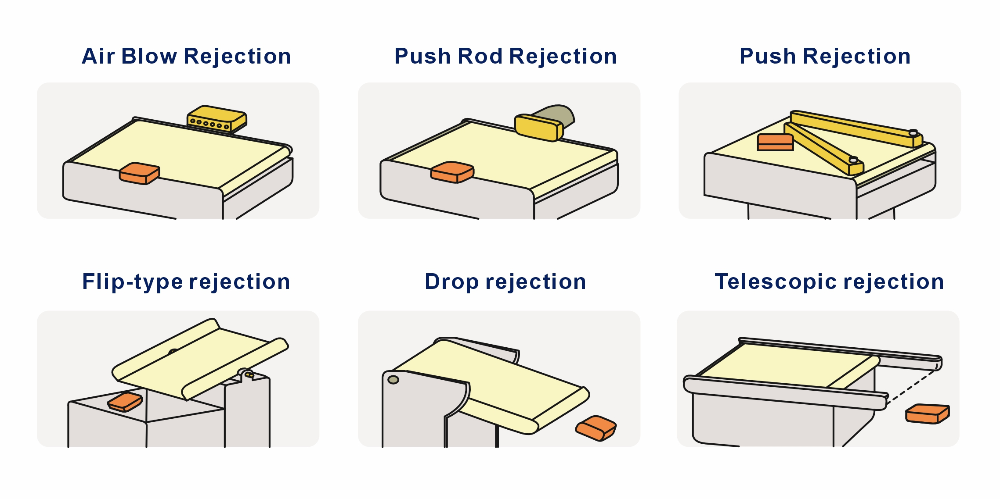 Air Blow Rejection
Push Rod Rejection
Push Rejection
Flip-type rejection
Drop rejection
Telescopic rejection